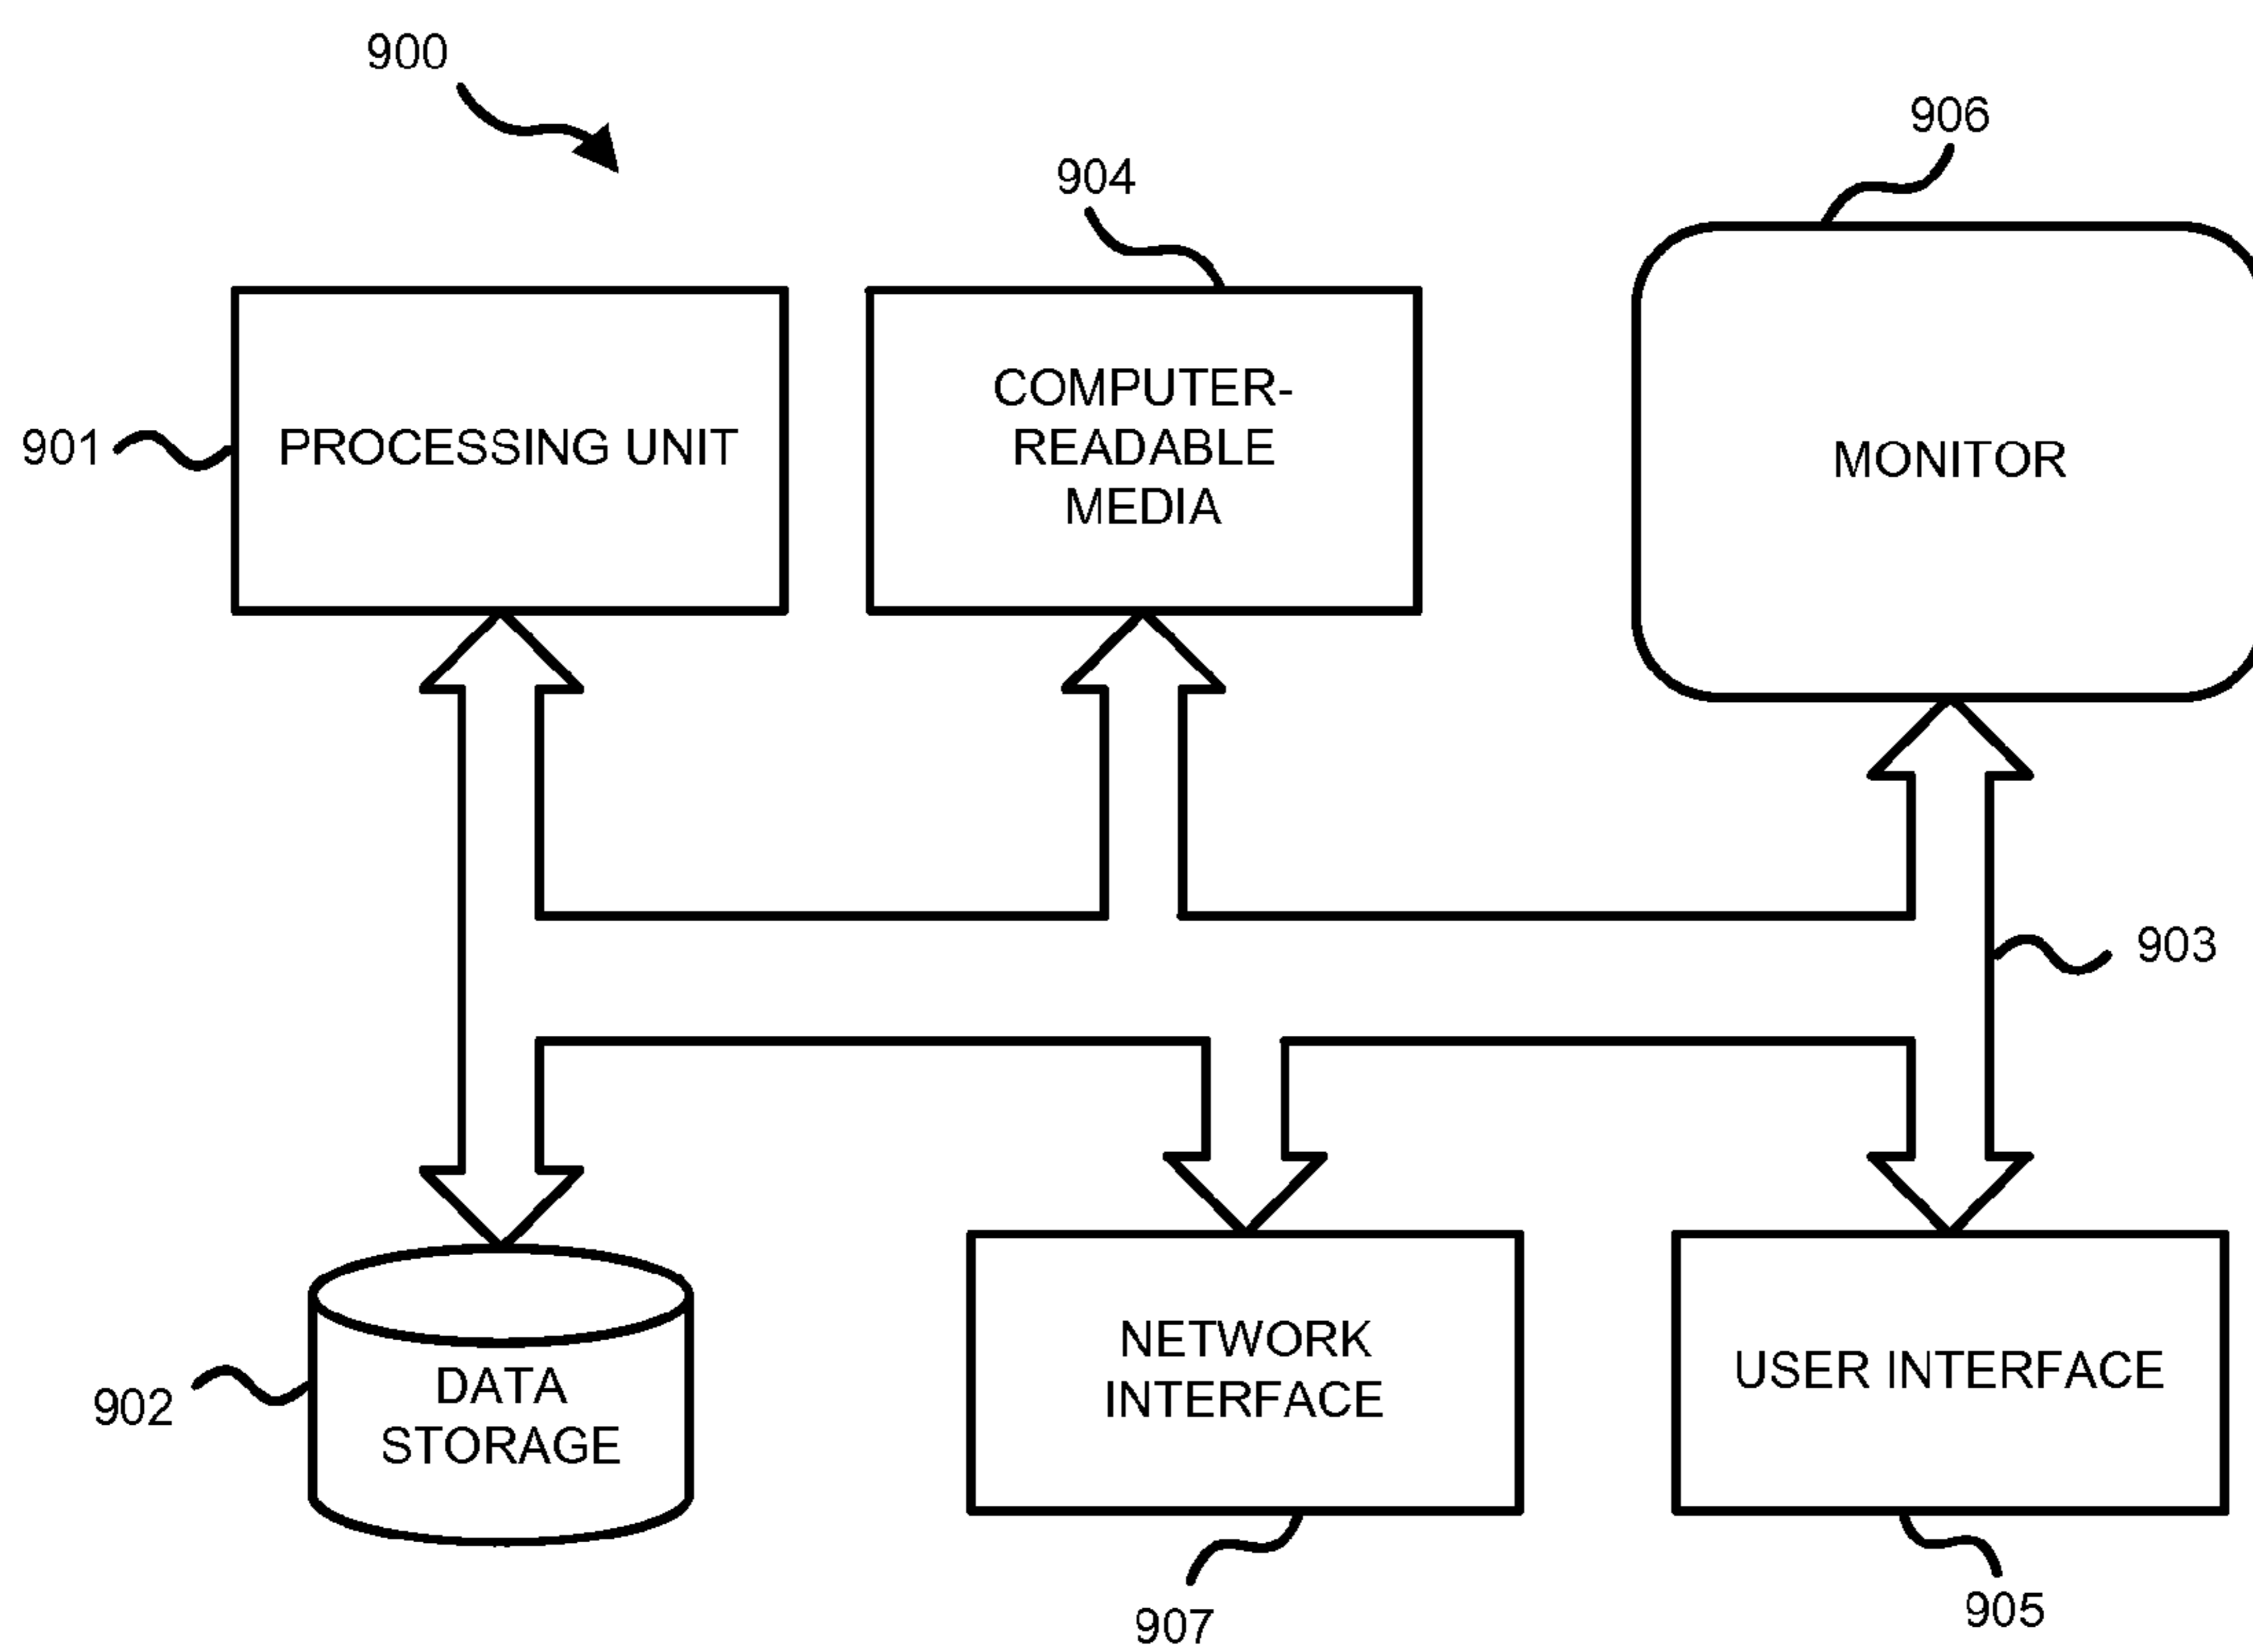 900
906
904
COMPUTER-
READABLE
MEDIA
901
PROCESSING UNIT
MONITOR
903
NETWORK
INTERFACE
USER INTERFACE
902
DATA
STORAGE
907
905